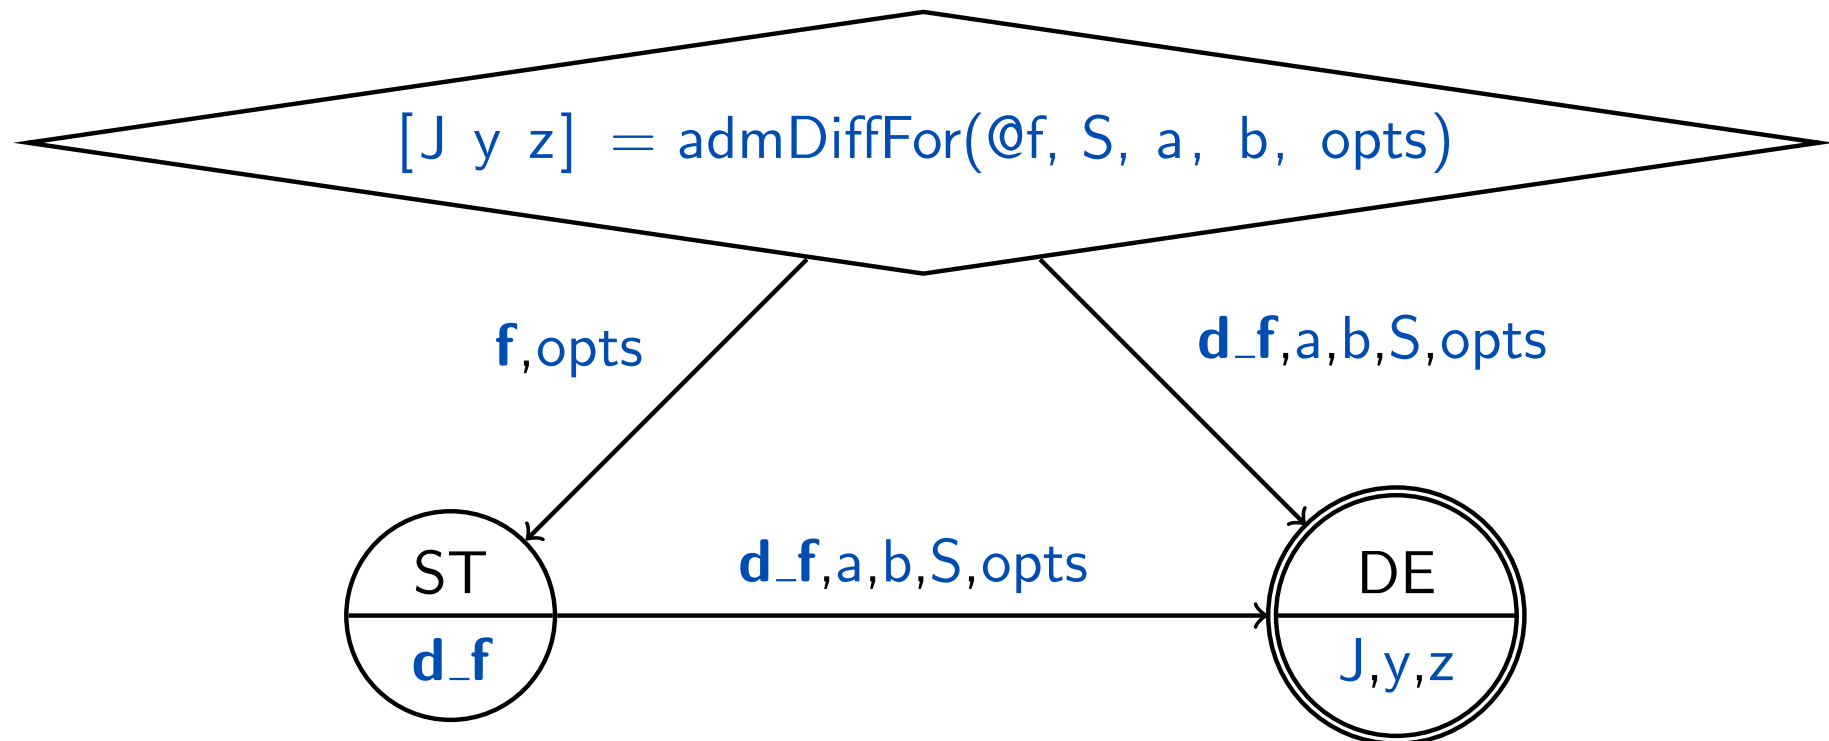 [J y z] = admDiffFor(@f, S, a, b, opts)
f,opts
d_f,a,b,S,opts
d_f,a,b,S,opts
ST
DE
d_f
J,y,z